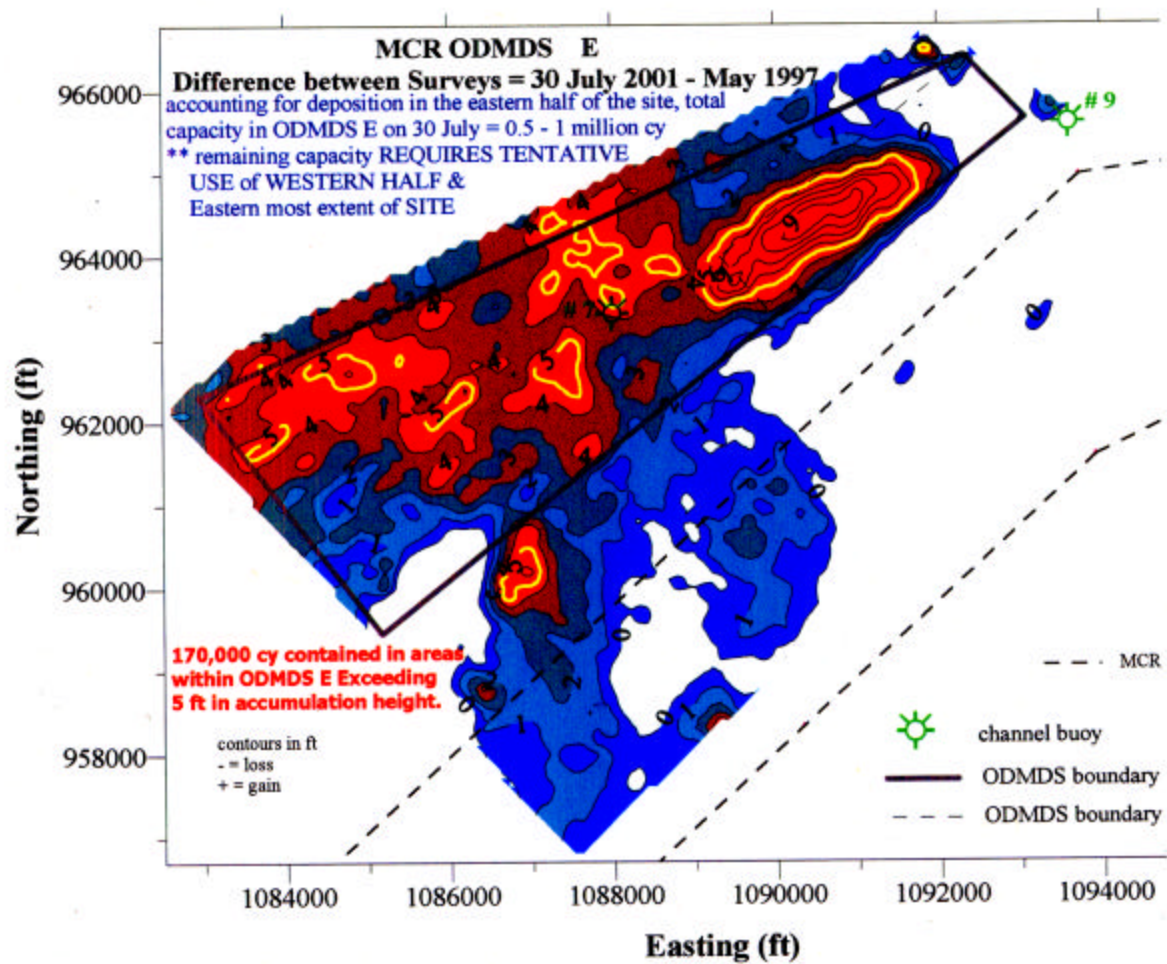 MCR ODMDS E
Difference between Surveys = 30 July 2001 - May 1997
accounting for deposition in the eastern half of the site, total
capacity in ODMDS E on 30 July = 0.5 - 1 million cy
** remaining capacity REQUIRES TENTATIVE
USE of WESTERN HALF &
Eastern most extent of SITE
# 9
# 7
966000
964000
962000
960000
958000
Northing (ft)
170,000 cy contained in areas
within ODMDS E Exceeding
5 ft in accumulation height.
contours in ft
- = loss
+ = gain
MCR
channel buoy
ODMDS boundary
ODMDS boundary
1084000 1086000 1088000 1090000 1092000 1094000
Easting (ft)